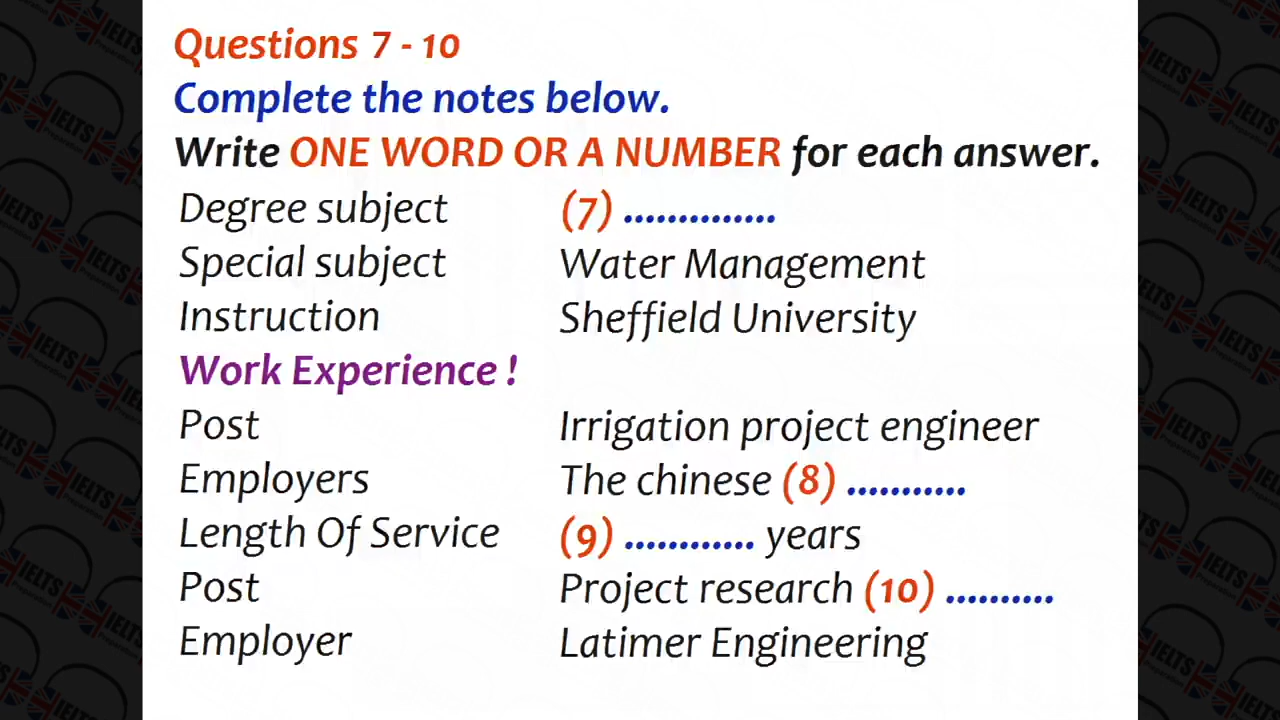 Questions 7 - 10
Complete the notes below.
Write ONE WORD OR A NUMBER for each answer.
Degree subject (7) ..............
Special subject Water Management
Instruction Sheffield University
Work Experience !
Post Irrigation project engineer
Employers The chinese (8) ...........
Length Of Service (9) ............ years
Post Project research (10) ..........
Employer Latimer Engineering